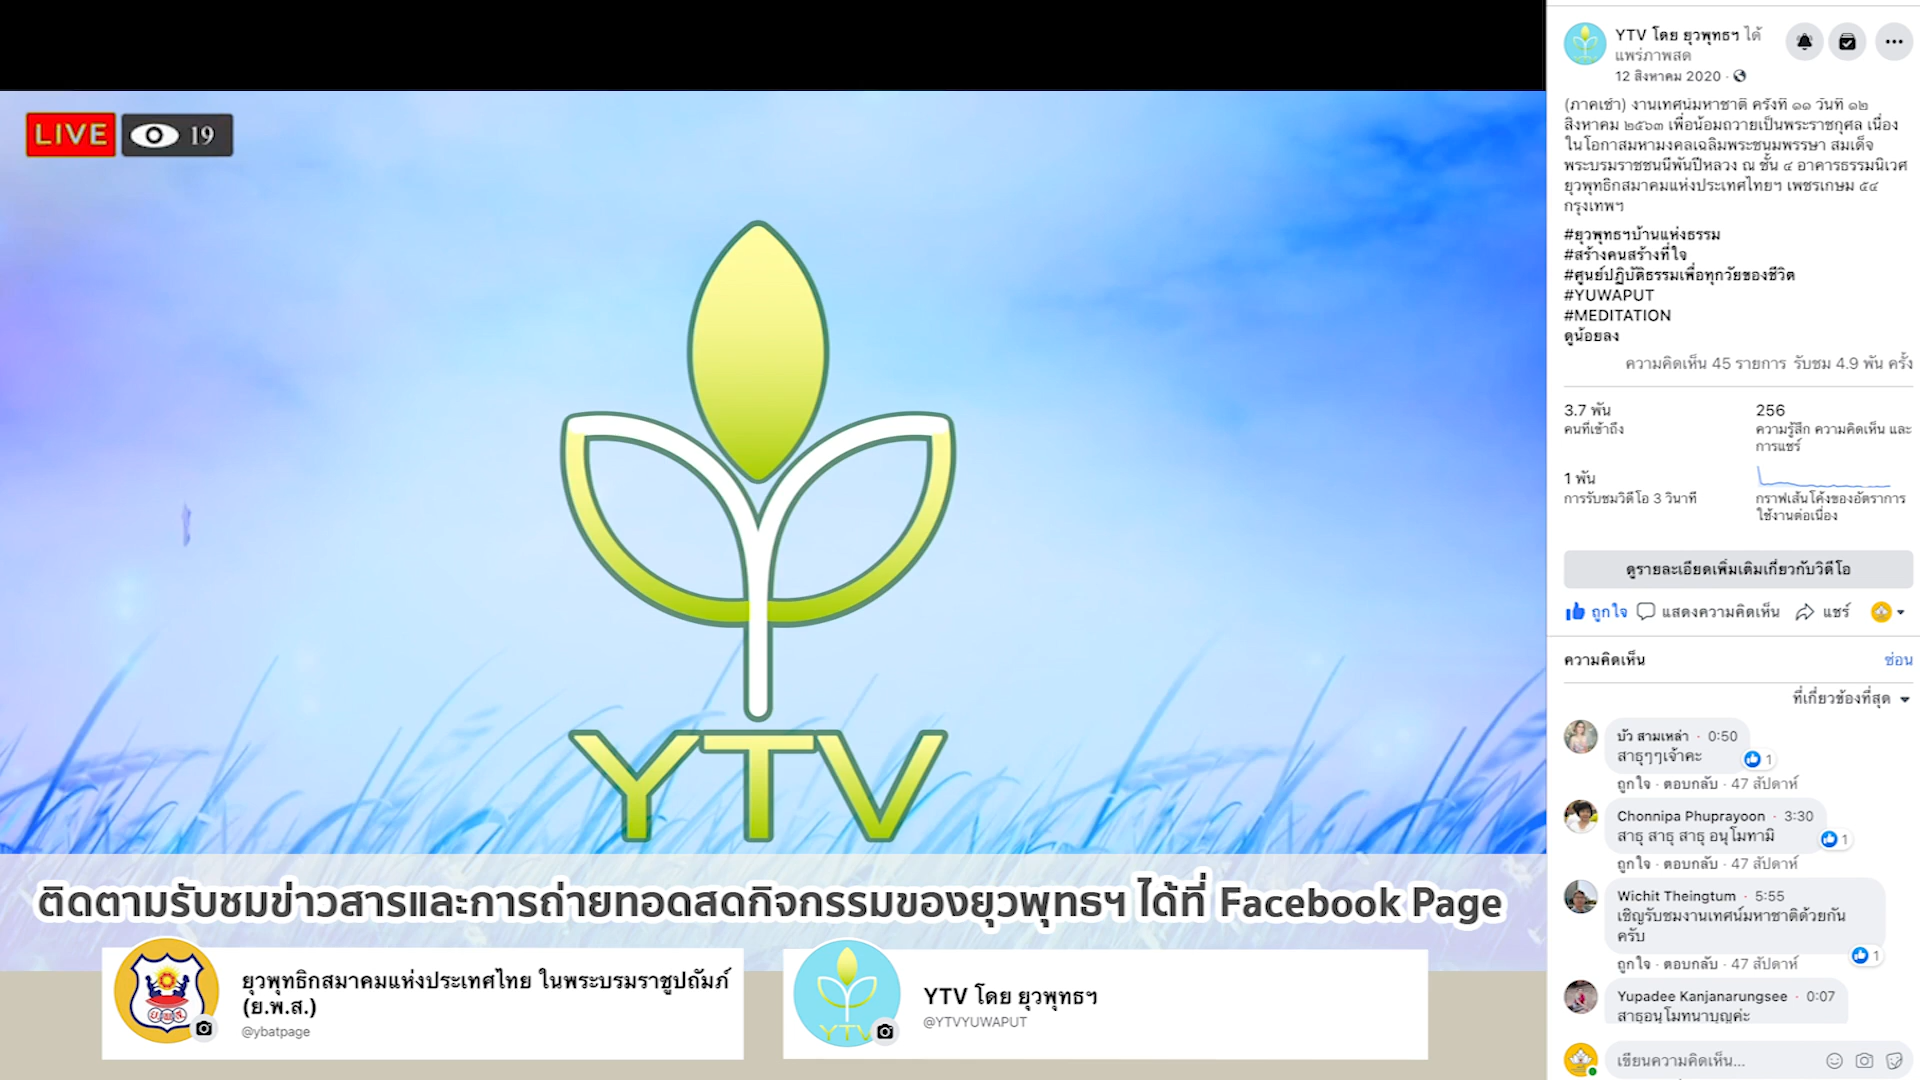 LIVE 19
YTV
ติดตามรับชมข่าวสารและการถ่ายทอดสดกิจกรรมของยุวพุทธฯ ได้ที่ Facebook Page
ยุวพุทธิกสมาคมแห่งประเทศไทย ในพระบรมราชูปถัมภ์
(ย.พ.ส.)
@ybatpage
ย.พ.ส.
YTV โดย ยุวพุทธฯ
@YTVYUWAPUT
YTV
YTV โดย ยุวพุทธฯ ได้
แพร่ภาพสด
12 สิงหาคม 2020 ·
(ภาคเช้า) งานเทศน์มหาชาติ ครั้งที่ ๑๑ วันที่ ๑๒
สิงหาคม ๒๕๖๓ เพื่อน้อมถวายเป็นพระราชกุศล เนื่อง
ในโอกาสมหามงคลเฉลิมพระชนมพรรษา สมเด็จ
พระบรมราชชนนีพันปีหลวง ณ ชั้น ๔ อาคารธรรมนิเวศ
ยุวพุทธิกสมาคมแห่งประเทศไทยฯ เพชรเกษม ๕๔
กรุงเทพฯ
#ยุวพุทธฯบ้านแห่งธรรม
#สร้างคนสร้างที่ใจ
#ศูนย์ปฏิบัติธรรมเพื่อทุกวัยของชีวิต
#YUWAPUT
#MEDITATION
ดูน้อยลง
ความคิดเห็น 45 รายการ รับชม 4.9 พัน ครั้ง
3.7 พัน
คนที่เข้าถึง
256
ความรู้สึก ความคิดเห็น และ
การแชร์
1 พัน
การรับชมวิดีโอ 3 วินาที
กราฟเส้นโค้งของอัตราการ
ใช้งานต่อเนื่อง
ดูรายละเอียดเพิ่มเติมเกี่ยวกับวิดีโอ
ถูกใจ แสดงความคิดเห็น แชร์
ความคิดเห็น ซ่อน
ที่เกี่ยวข้องที่สุด
บัว สามเหล่า · 0:50
สาธุๆๆเจ้าคะ
1
ถูกใจ · ตอบกลับ · 47 สัปดาห์
Chonnipa Phuprayoon · 3:30
สาธุ สาธุ สาธุ อนุโมทามิ
1
ถูกใจ · ตอบกลับ · 47 สัปดาห์
Wichit Theingtum · 5:55
เชิญรับชมงานเทศน์มหาชาติด้วยกัน
ครับ
1
ถูกใจ · ตอบกลับ · 47 สัปดาห์
Yupadee Kanjanarungsee · 0:07
สาธุอนุโมทนาบุญค่ะ
เขียนความคิดเห็น...